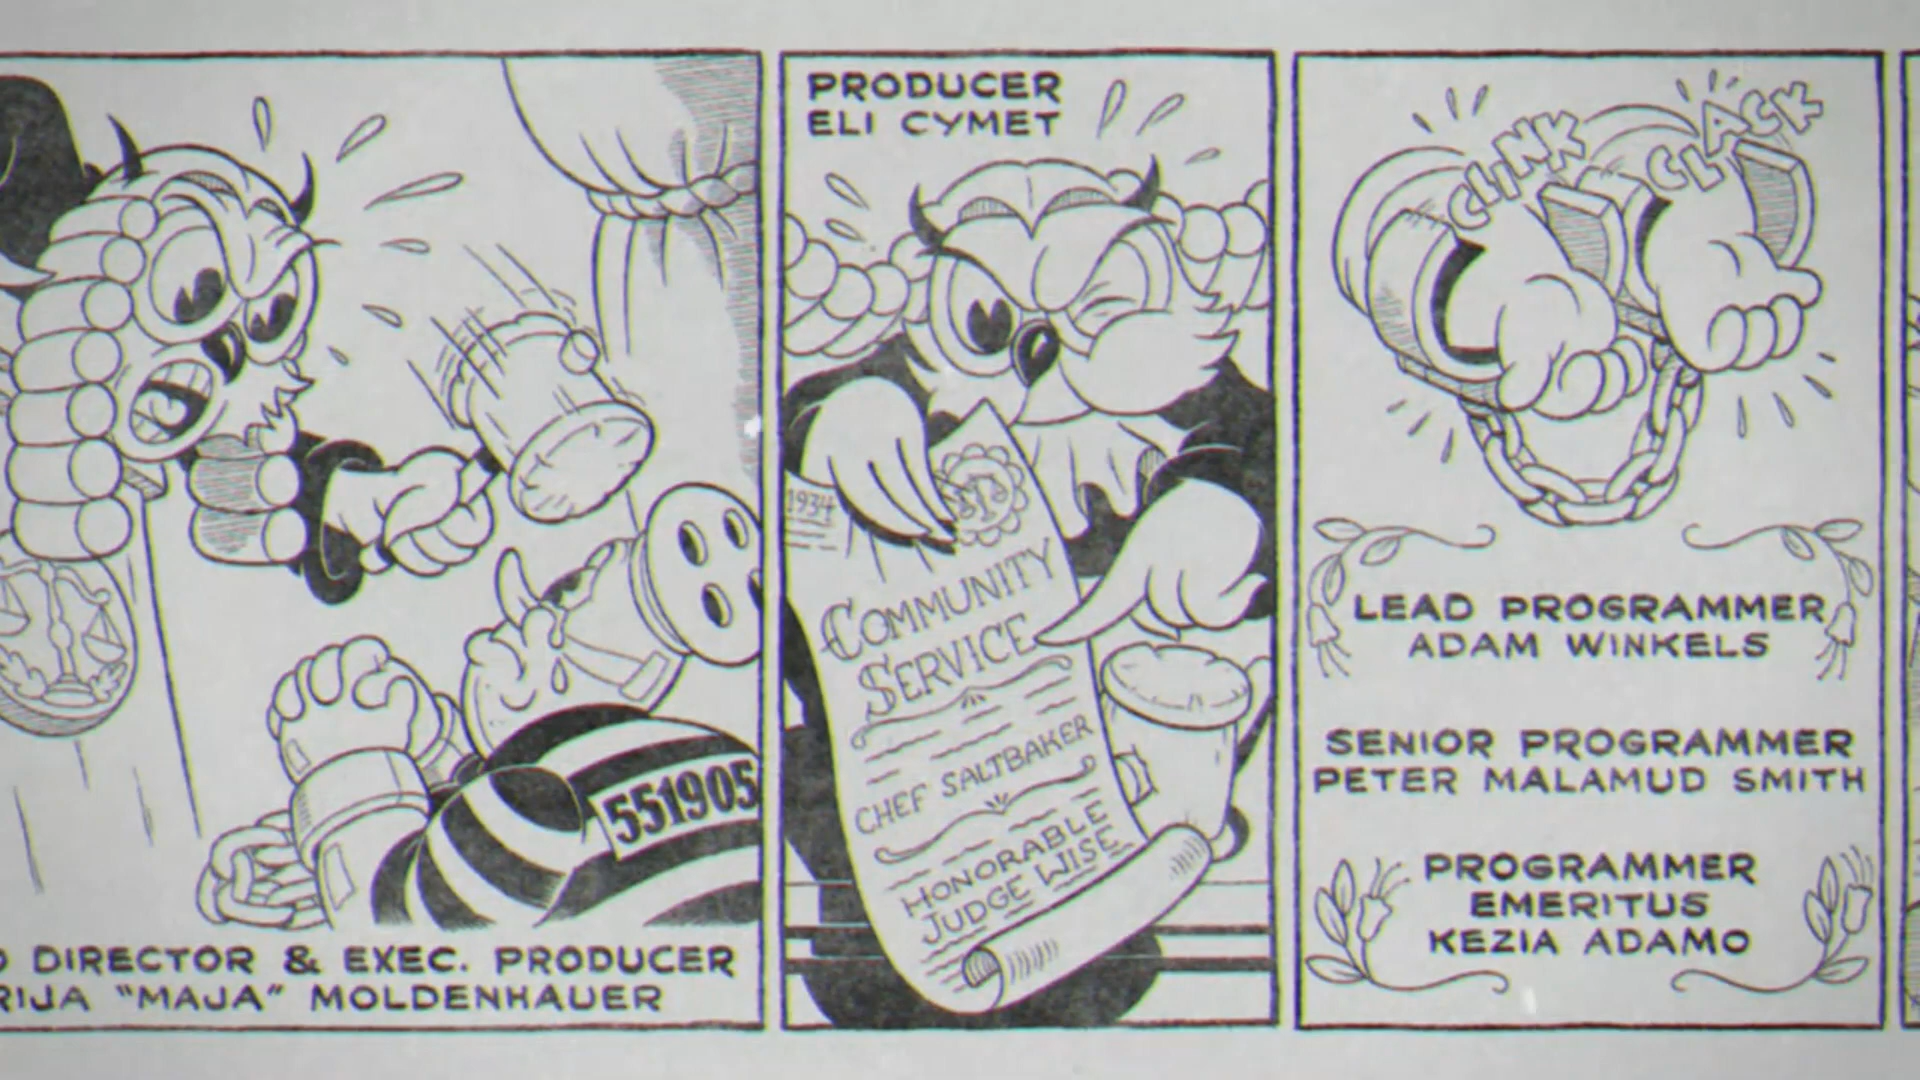 551905
DIRECTOR & EXEC. PRODUCER
"MAJA" MOLDENHAUER
PRODUCER
ELI CYMET
1934
COMMUNITY
SERVICE
CHEF SALTBAKER
HONORABLE
JUDGE WISE
CLINK
CLACK
LEAD PROGRAMMER
ADAM WINKELS
SENIOR PROGRAMMER
PETER MALAMUD SMITH
PROGRAMMER
EMERITUS
KEZIA ADAMO